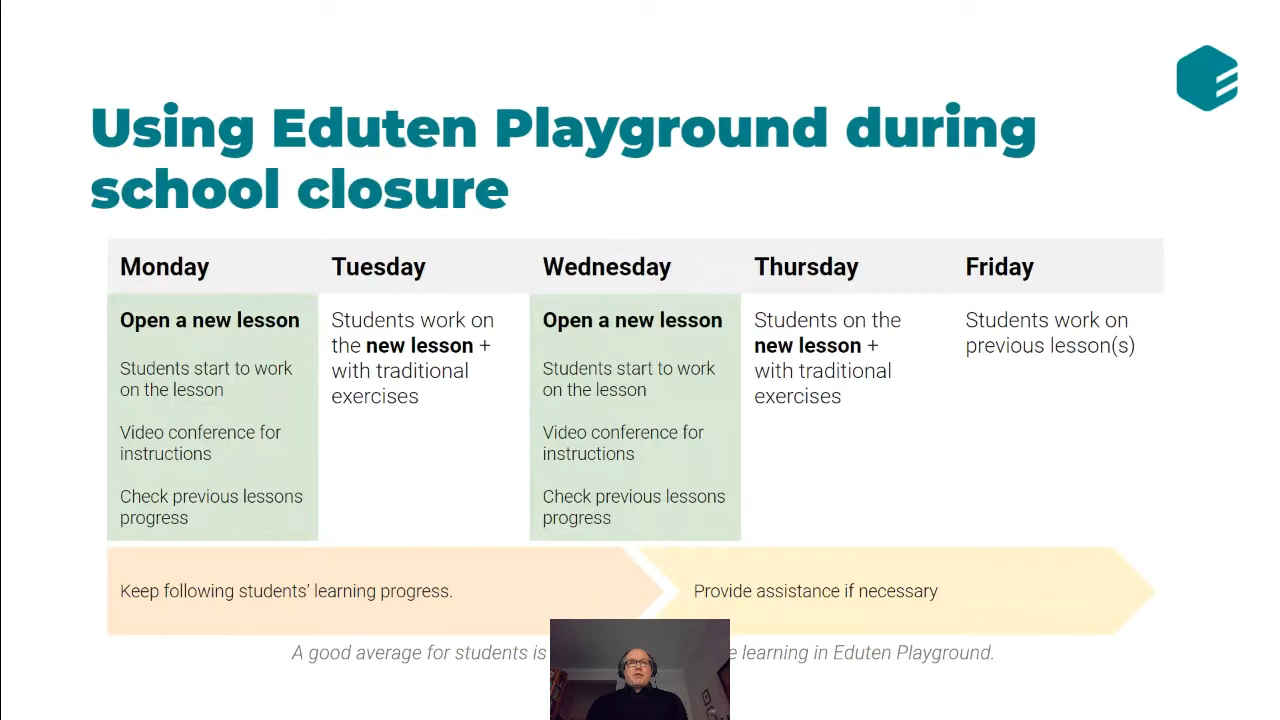 Using Eduten Playground during
school closure
Monday
Tuesday
Wednesday
Thursday
Friday
Open a new lesson
Students start to work
on the lesson
Video conference for
instructions
Check previous lessons
progress
Students work on
the new lesson +
with traditional
exercises
Open a new lesson
Students start to work
on the lesson
Video conference for
instructions
Check previous lessons
progress
Students on the
new lesson +
with traditional
exercises
Students work on
previous lesson(s)
Keep following students’ learning progress.
Provide assistance if necessary
A good average for students is learning in Eduten Playground.